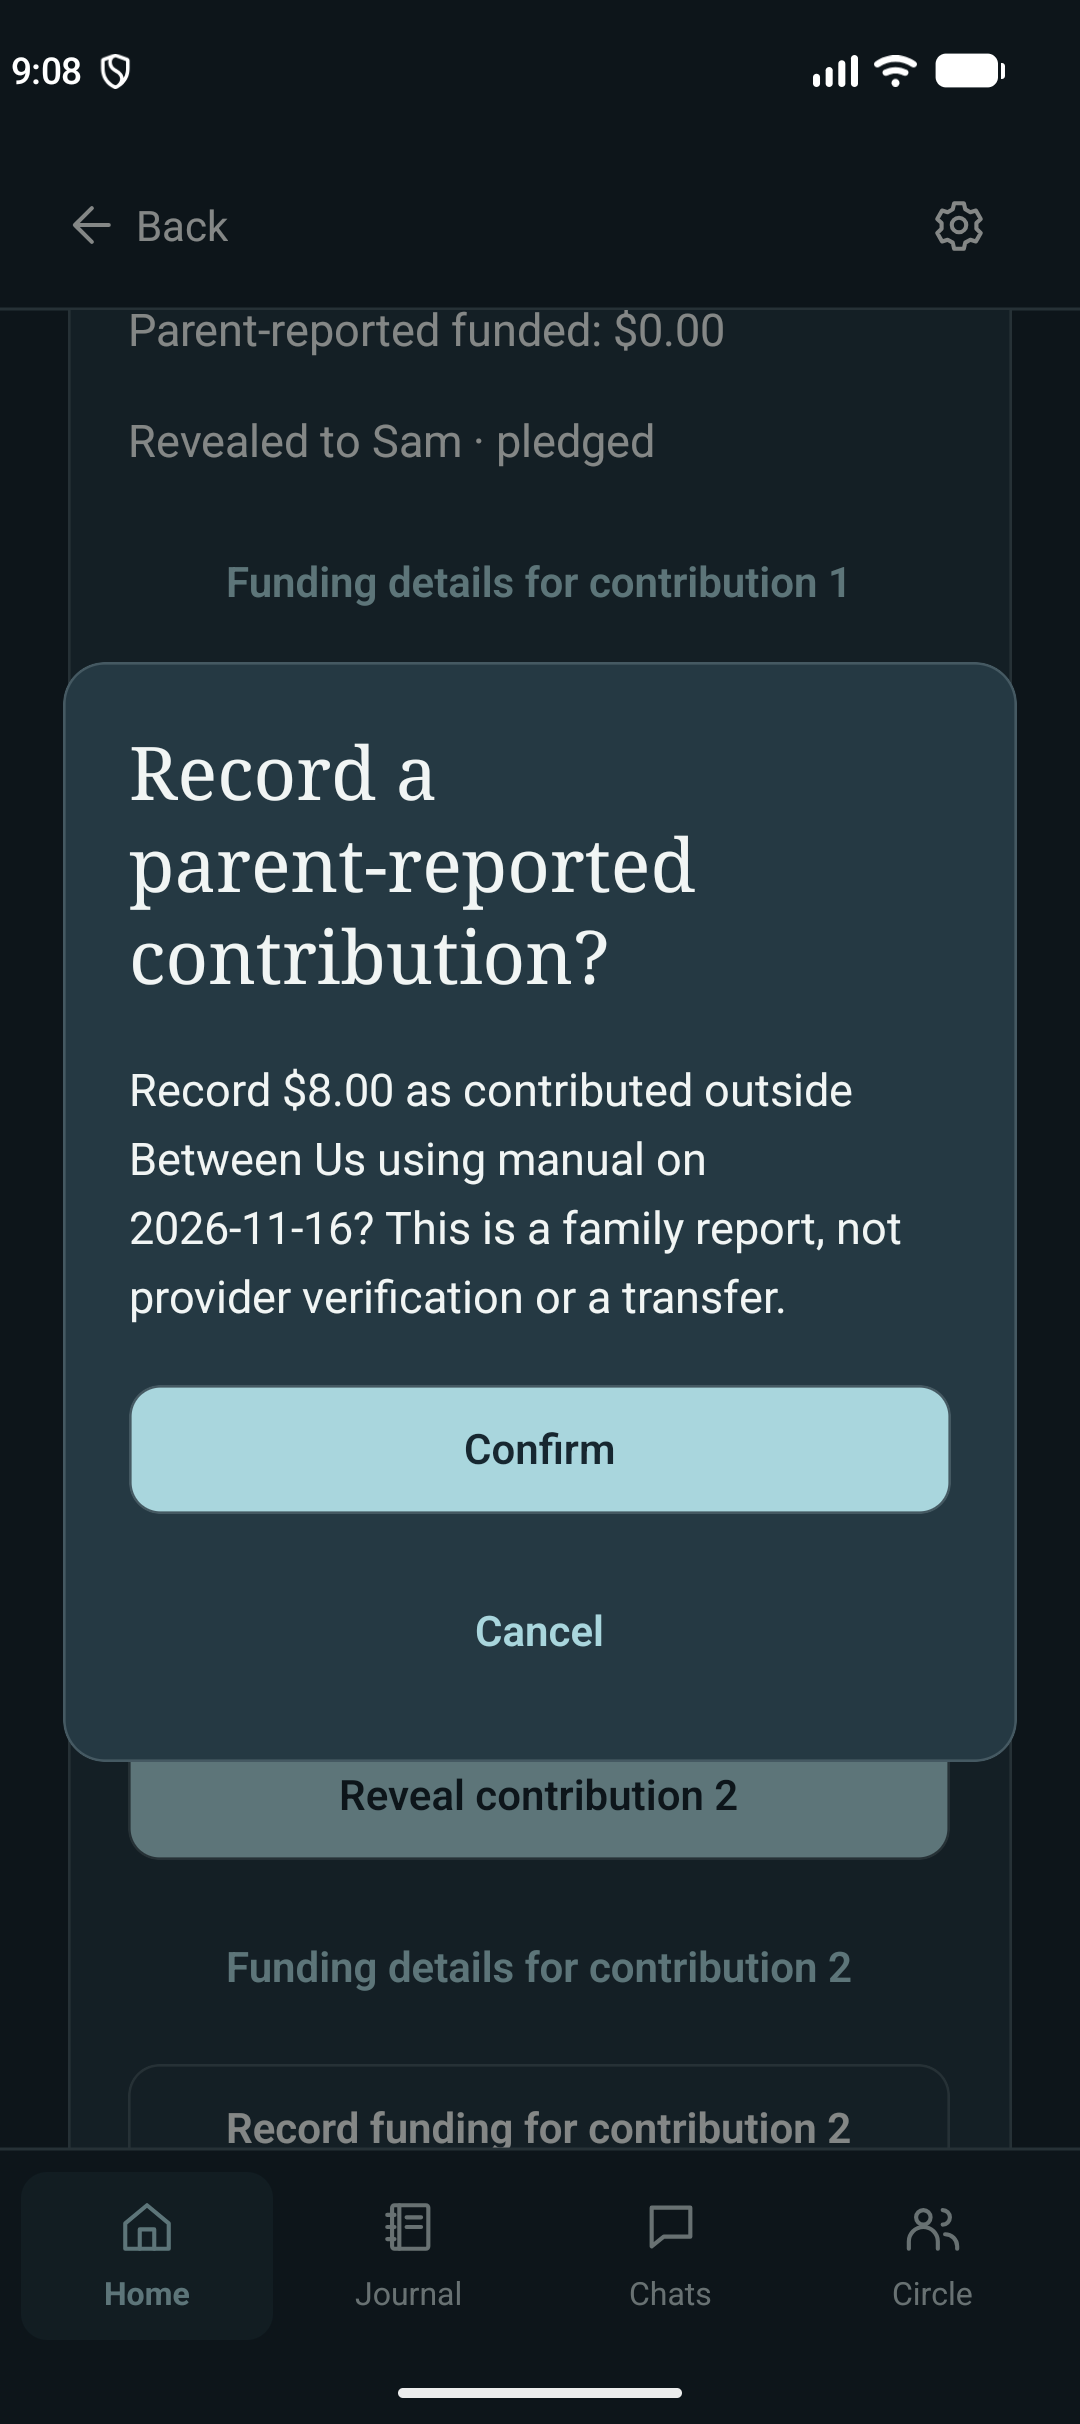 9:08
Back
Parent-reported funded: $0.00
Revealed to Sam · pledged
Funding details for contribution 1
Record a
parent-reported
contribution?
Record $8.00 as contributed outside
Between Us using manual on
2026-11-16? This is a family report, not
provider verification or a transfer.
Confirm
Cancel
Reveal contribution 2
Funding details for contribution 2
Record funding for contribution 2
Home
Journal
Chats
Circle